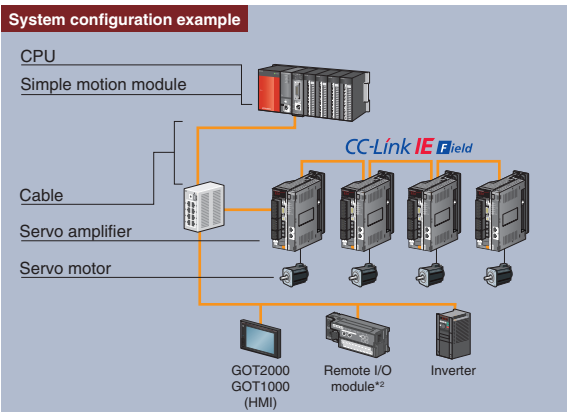 System configuration example
CPU
Simple motion module
CC-Link IE Field
Cable
Servo amplifier
Servo motor
GOT2000
GOT1000
(HMI)
Remote I/O
module*2
Inverter